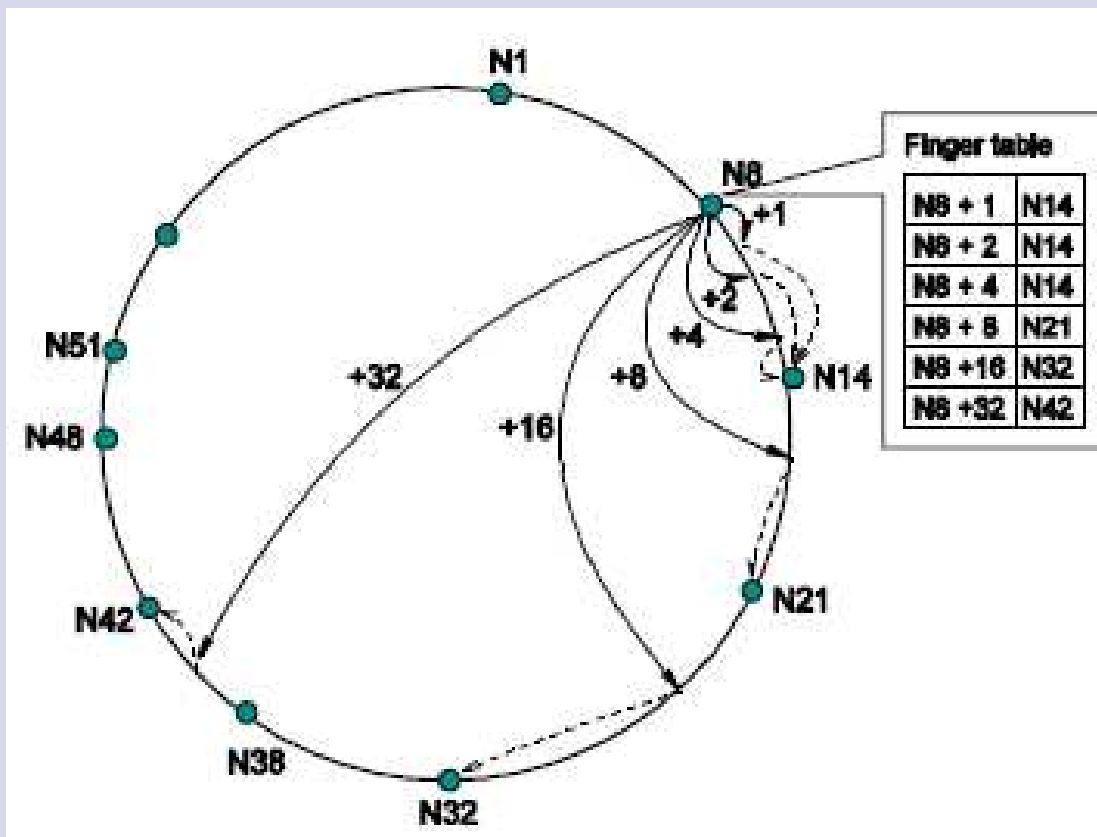 N1
N8
Finger table
N8 + 1 N14
N8 + 2 N14
N8 + 4 N14
N8 + 8 N21
N8 +16 N32
N8 +32 N42
+1
+2
+4
+8
+16
+32
N14
N21
N32
N38
N42
N48
N51